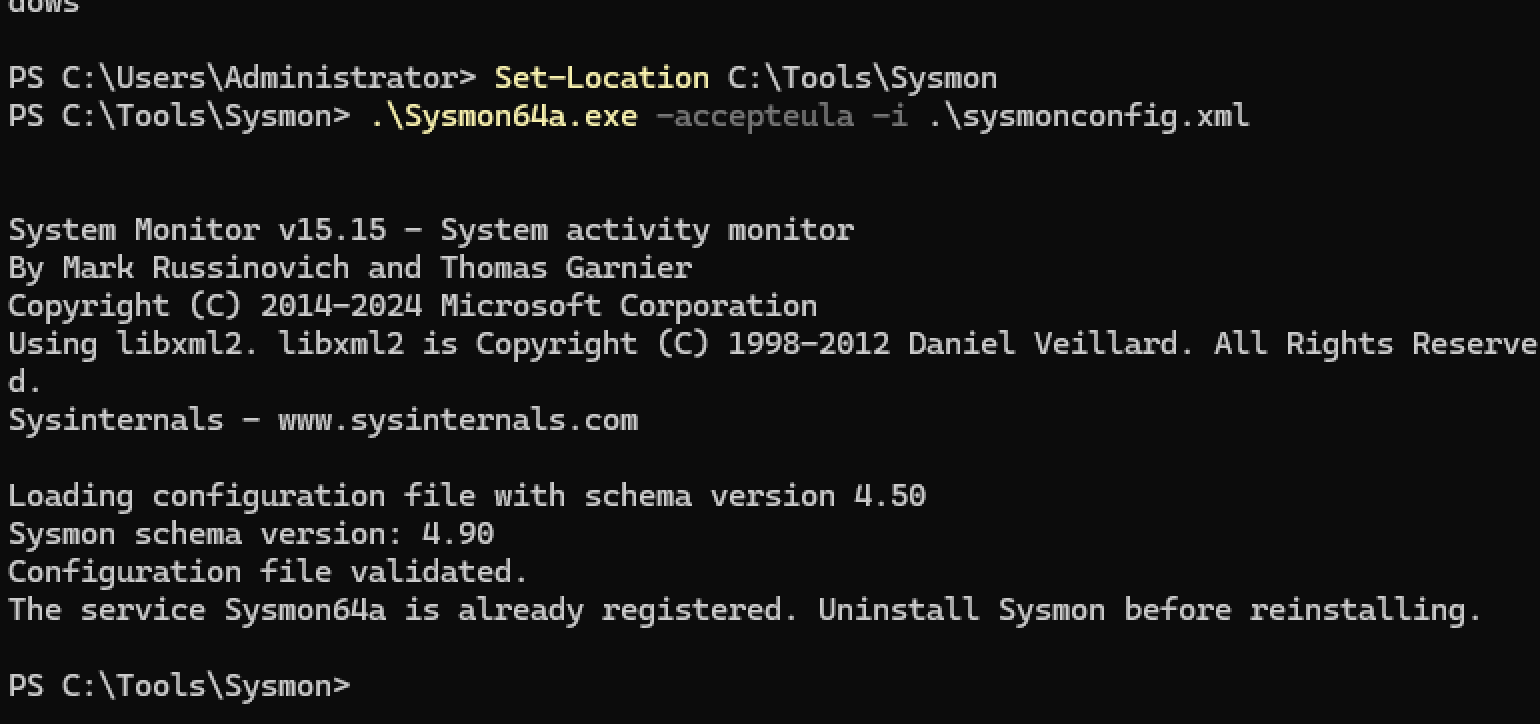 dows
PS C:\Users\Administrator> Set-Location C:\Tools\Sysmon
PS C:\Tools\Sysmon> .\Sysmon64a.exe -accepteula -i .\sysmonconfig.xml
System Monitor v15.15 - System activity monitor
By Mark Russinovich and Thomas Garnier
Copyright (C) 2014-2024 Microsoft Corporation
Using libxml2. libxml2 is Copyright (C) 1998-2012 Daniel Veillard. All Rights Reserve
d.
Sysinternals - www.sysinternals.com
Loading configuration file with schema version 4.50
Sysmon schema version: 4.90
Configuration file validated.
The service Sysmon64a is already registered. Uninstall Sysmon before reinstalling.
PS C:\Tools\Sysmon>